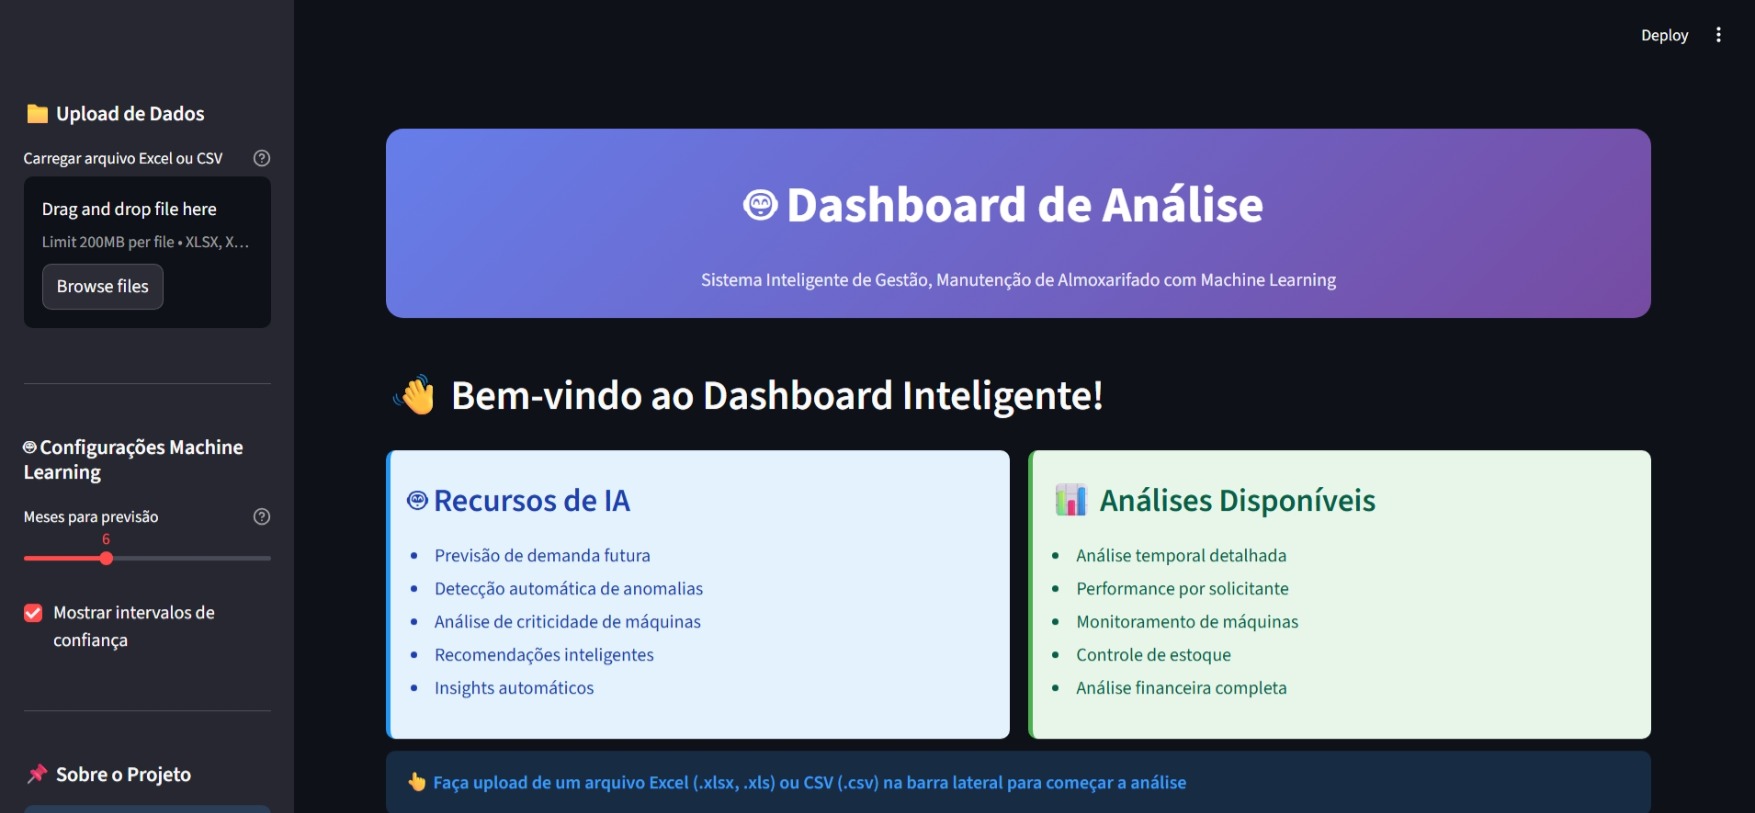 Deploy
Upload de Dados
Carregar arquivo Excel ou CSV
Drag and drop file here
Limit 200MB per file • XLSX, X...
Browse files
Configurações Machine
Learning
Meses para previsão
6
Mostrar intervalos de
confiança
Sobre o Projeto
Dashboard de Análise
Sistema Inteligente de Gestão, Manutenção de Almoxarifado com Machine Learning
Bem-vindo ao Dashboard Inteligente!
Recursos de IA
• Previsão de demanda futura
• Detecção automática de anomalias
• Análise de criticidade de máquinas
• Recomendações inteligentes
• Insights automáticos
Análises Disponíveis
• Análise temporal detalhada
• Performance por solicitante
• Monitoramento de máquinas
• Controle de estoque
• Análise financeira completa
Faça upload de um arquivo Excel (.xlsx, .xls) ou CSV (.csv) na barra lateral para começar a análise